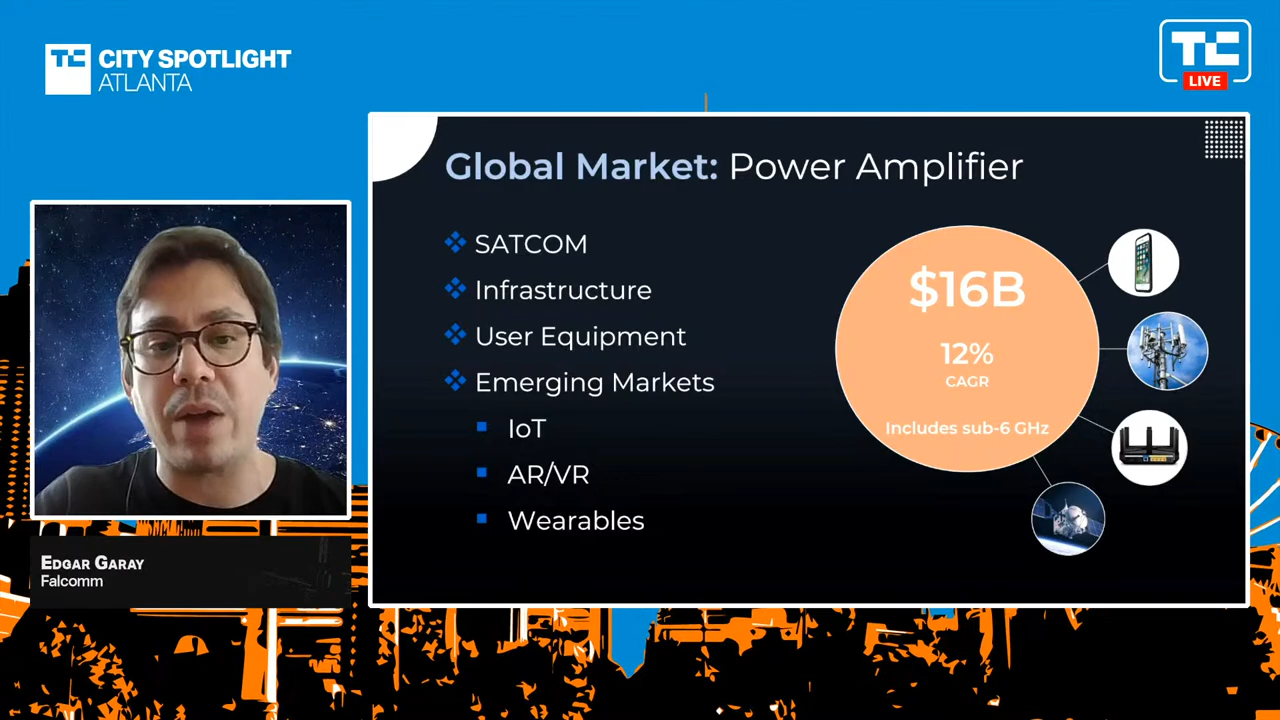 TC CITY SPOTLIGHT
ATLANTA
TC
LIVE
Global Market: Power Amplifier
SATCOM
Infrastructure
User Equipment
Emerging Markets
IoT
AR/VR
Wearables
$16B
12%
CAGR
Includes sub-6 GHz
EDGAR GARAY
Falcomm